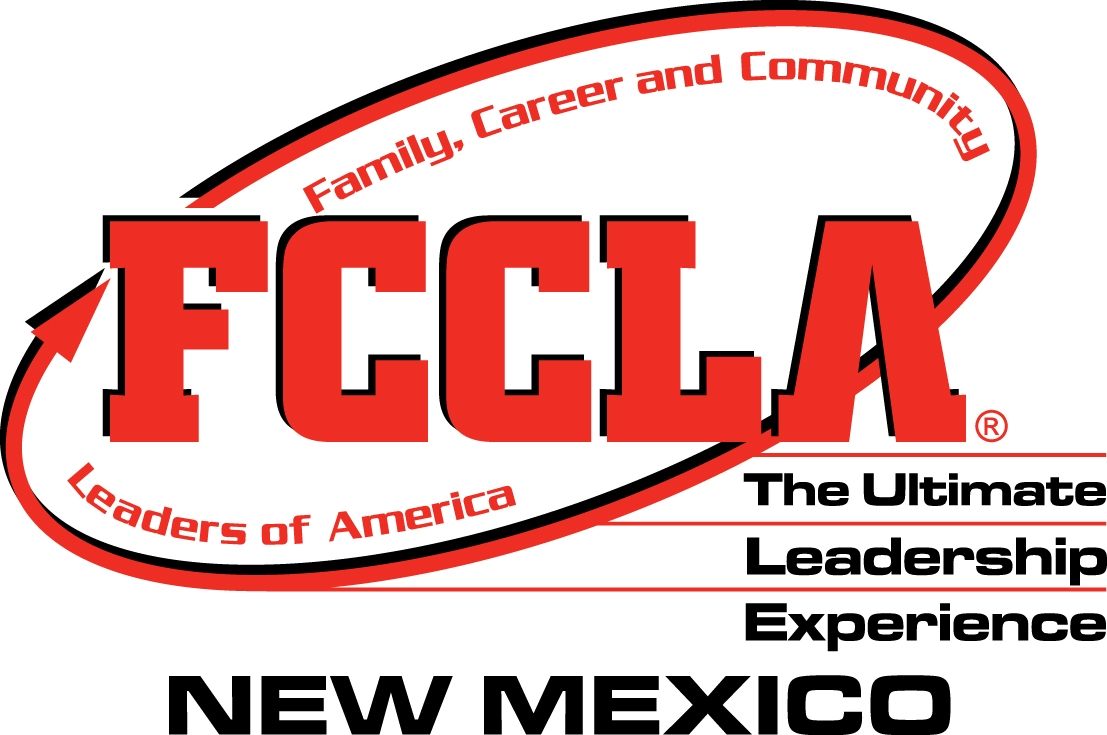 Family, Career and Community
FCCLA®
Leaders of America
The Ultimate
Leadership
Experience
NEW MEXICO